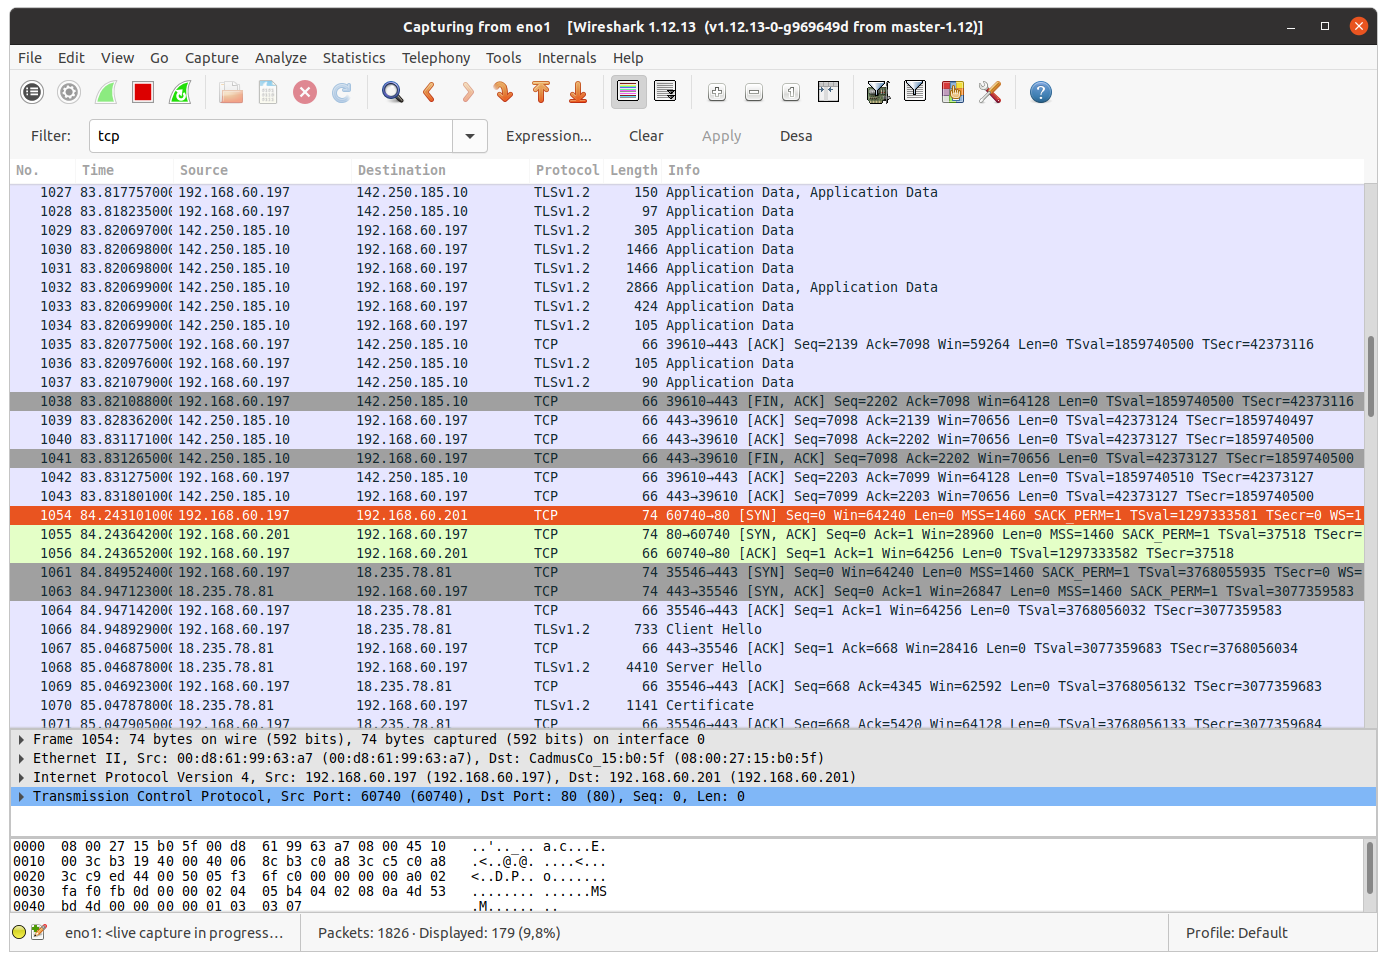 Capturing from eno1    [Wireshark 1.12.13  (v1.12.13-0-g969649d from master-1.12)]
File Edit View Go Capture Analyze Statistics Telephony Tools Internals Help
Filter: tcp Expression... Clear Apply Desa
No. Time Source Destination Protocol Length Info
1027 83.817757000 192.168.60.197 142.250.185.10 TLSv1.2 150 Application Data, Application Data
1028 83.818235000 192.168.60.197 142.250.185.10 TLSv1.2 97 Application Data
1029 83.820697000 142.250.185.10 192.168.60.197 TLSv1.2 305 Application Data
1030 83.820698000 142.250.185.10 192.168.60.197 TLSv1.2 1466 Application Data
1031 83.820698000 142.250.185.10 192.168.60.197 TLSv1.2 1466 Application Data
1032 83.820699000 142.250.185.10 192.168.60.197 TLSv1.2 2866 Application Data, Application Data
1033 83.820699000 142.250.185.10 192.168.60.197 TLSv1.2 424 Application Data
1034 83.820699000 142.250.185.10 192.168.60.197 TLSv1.2 105 Application Data
1035 83.820775000 192.168.60.197 142.250.185.10 TCP 66 39610→443 [ACK] Seq=2139 Ack=7098 Win=59264 Len=0 TSval=1859740500 TSecr=42373116
1036 83.820976000 192.168.60.197 142.250.185.10 TLSv1.2 105 Application Data
1037 83.821079000 192.168.60.197 142.250.185.10 TLSv1.2 90 Application Data
1038 83.821088000 192.168.60.197 142.250.185.10 TCP 66 39610→443 [FIN, ACK] Seq=2202 Ack=7098 Win=64128 Len=0 TSval=1859740500 TSecr=42373116
1039 83.828362000 142.250.185.10 192.168.60.197 TCP 66 443→39610 [ACK] Seq=7098 Ack=2139 Win=70656 Len=0 TSval=42373124 TSecr=1859740497
1040 83.831171000 142.250.185.10 192.168.60.197 TCP 66 443→39610 [ACK] Seq=7098 Ack=2202 Win=70656 Len=0 TSval=42373127 TSecr=1859740500
1041 83.831265000 142.250.185.10 192.168.60.197 TCP 66 443→39610 [FIN, ACK] Seq=7098 Ack=2202 Win=70656 Len=0 TSval=42373127 TSecr=1859740500
1042 83.831275000 192.168.60.197 142.250.185.10 TCP 66 39610→443 [ACK] Seq=2203 Ack=7099 Win=64128 Len=0 TSval=1859740510 TSecr=42373127
1043 83.831801000 142.250.185.10 192.168.60.197 TCP 66 443→39610 [ACK] Seq=7099 Ack=2203 Win=70656 Len=0 TSval=42373127 TSecr=1859740500
1054 84.243101000 192.168.60.197 192.168.60.201 TCP 74 60740→80 [SYN] Seq=0 Win=64240 Len=0 MSS=1460 SACK_PERM=1 TSval=1297333581 TSecr=0 WS=1
1055 84.243642000 192.168.60.201 192.168.60.197 TCP 74 80→60740 [SYN, ACK] Seq=0 Ack=1 Win=28960 Len=0 MSS=1460 SACK_PERM=1 TSval=37518 TSecr=
1056 84.243652000 192.168.60.197 192.168.60.201 TCP 66 60740→80 [ACK] Seq=1 Ack=1 Win=64256 Len=0 TSval=1297333582 TSecr=37518
1061 84.849524000 192.168.60.197 18.235.78.81 TCP 74 35546→443 [SYN] Seq=0 Win=64240 Len=0 MSS=1460 SACK_PERM=1 TSval=3768055935 TSecr=0 WS=
1063 84.947123000 18.235.78.81 192.168.60.197 TCP 74 443→35546 [SYN, ACK] Seq=0 Ack=1 Win=26847 Len=0 MSS=1460 SACK_PERM=1 TSval=3077359583
1064 84.947142000 192.168.60.197 18.235.78.81 TCP 66 35546→443 [ACK] Seq=1 Ack=1 Win=64256 Len=0 TSval=3768056032 TSecr=3077359583
1066 84.948929000 192.168.60.197 18.235.78.81 TLSv1.2 733 Client Hello
1067 85.046875000 18.235.78.81 192.168.60.197 TCP 66 443→35546 [ACK] Seq=1 Ack=668 Win=28416 Len=0 TSval=3077359683 TSecr=3768056034
1068 85.046878000 18.235.78.81 192.168.60.197 TLSv1.2 4410 Server Hello
1069 85.046923000 192.168.60.197 18.235.78.81 TCP 66 35546→443 [ACK] Seq=668 Ack=4345 Win=62592 Len=0 TSval=3768056132 TSecr=3077359683
1070 85.047878000 18.235.78.81 192.168.60.197 TLSv1.2 1141 Certificate
1071 85.047905000 192.168.60.197 18.235.78.81 TCP 66 35546→443 [ACK] Seq=668 Ack=5420 Win=64128 Len=0 TSval=3768056133 TSecr=3077359684
Frame 1054: 74 bytes on wire (592 bits), 74 bytes captured (592 bits) on interface 0
Ethernet II, Src: 00:d8:61:99:63:a7 (00:d8:61:99:63:a7), Dst: CadmusCo_15:b0:5f (08:00:27:15:b0:5f)
Internet Protocol Version 4, Src: 192.168.60.197 (192.168.60.197), Dst: 192.168.60.201 (192.168.60.201)
Transmission Control Protocol, Src Port: 60740 (60740), Dst Port: 80 (80), Seq: 0, Len: 0
0000  08 00 27 15 b0 5f 00 d8  61 99 63 a7 08 00 45 10   ..'.._.. a.c...E.
0010  00 3c b3 19 40 00 40 06  8c b3 c0 a8 3c c5 c0 a8   .<..@.@. ....<...
0020  3c c9 ed 44 00 50 05 f3  6f c0 00 00 00 00 a0 02   <..D.P.. o.......
0030  fa f0 fb 0d 00 00 02 04  05 b4 04 02 08 0a 4d 53   ........ ......MS
0040  bd 4d 00 00 00 00 01 03  03 07   .M...... ..
eno1: <live capture in progress... Packets: 1826 · Displayed: 179 (9,8%) Profile: Default